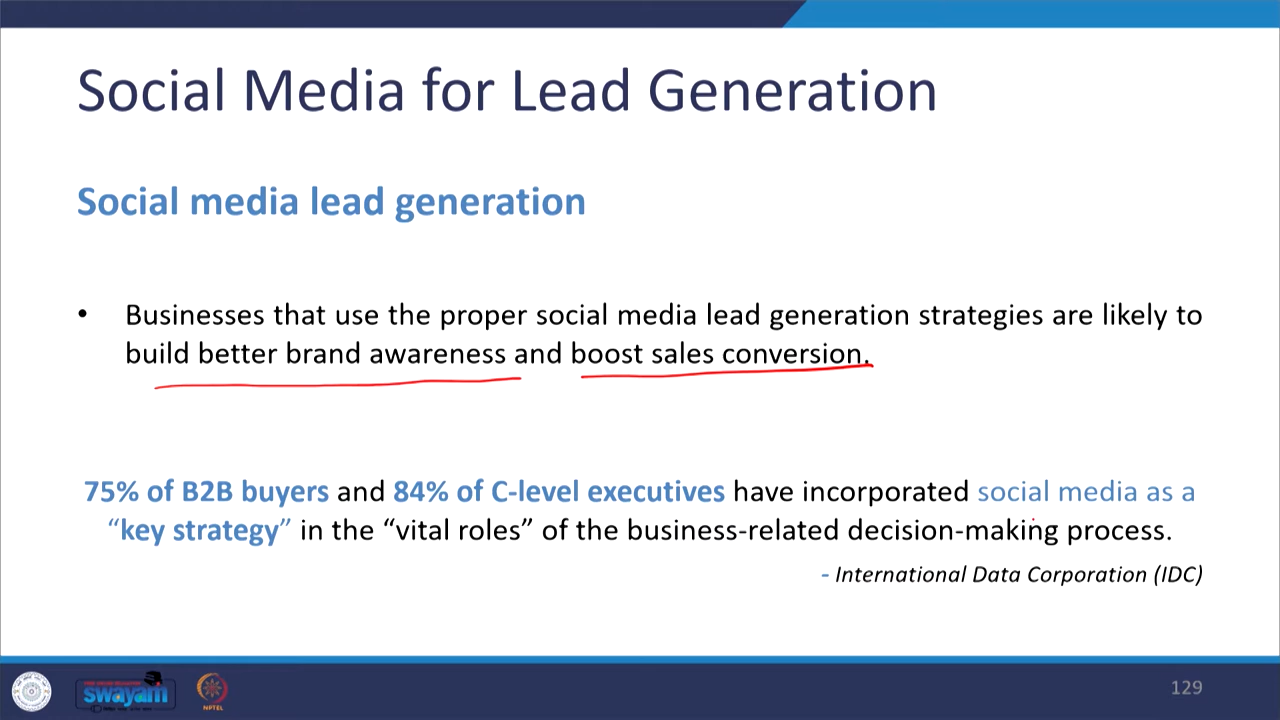 Social Media for Lead Generation
Social media lead generation
• Businesses that use the proper social media lead generation strategies are likely to
build better brand awareness and boost sales conversion.
75% of B2B buyers and 84% of C-level executives have incorporated social media as a
“key strategy” in the “vital roles” of the business-related decision-making process.
- International Data Corporation (IDC)
swayam
NPTEL
129